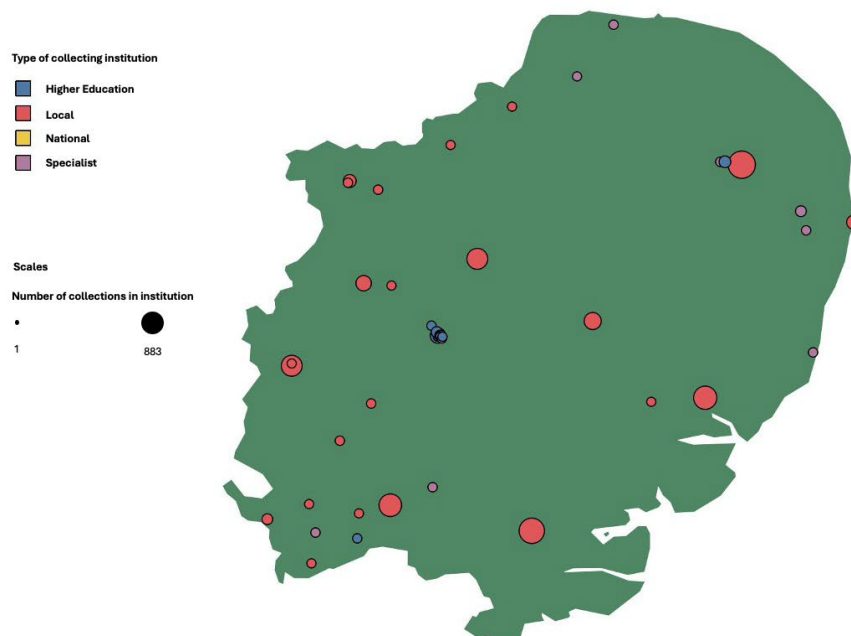 Type of collecting institution
Higher Education
Local
National
Specialist
Scales
Number of collections in institution
1
883